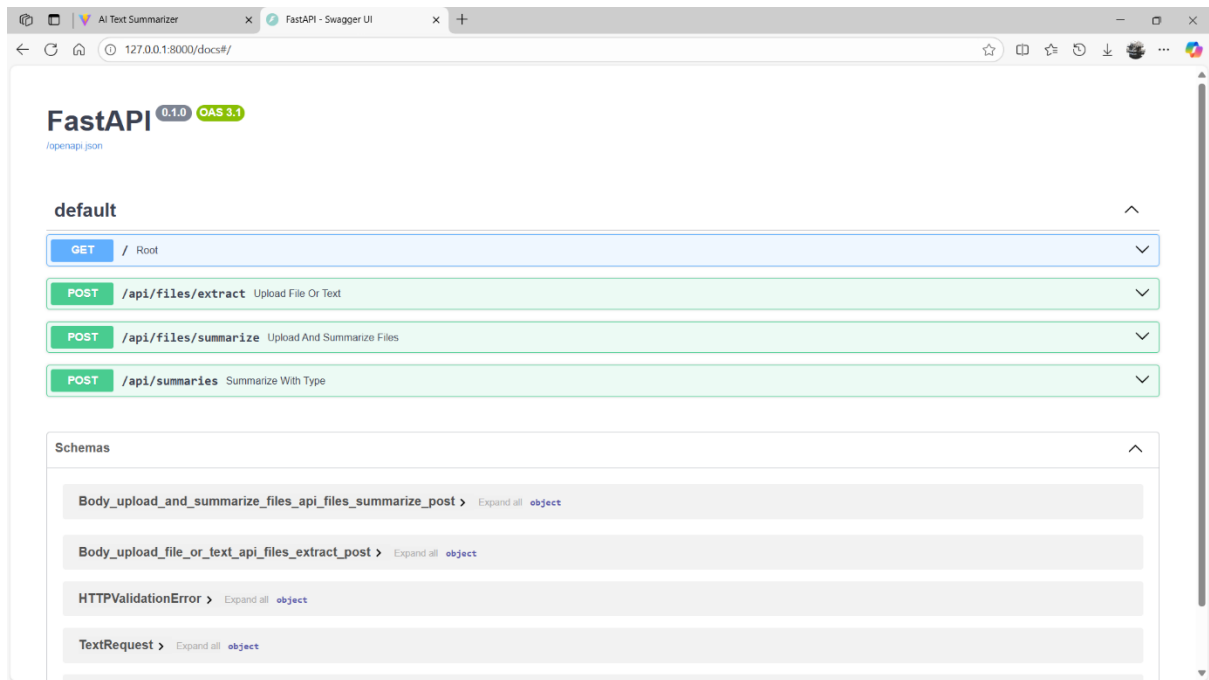 AI Text Summarizer
FastAPI - Swagger UI
127.0.0.1:8000/docs#/
FastAPI 0.1.0 OAS 3.1
/openapi.json
default
GET / Root
POST /api/files/extract Upload File Or Text
POST /api/files/summarize Upload And Summarize Files
POST /api/summaries Summarize With Type
Schemas
Body_upload_and_summarize_files_api_files_summarize_post Expand all object
Body_upload_file_or_text_api_files_extract_post Expand all object
HTTPValidationError Expand all object
TextRequest Expand all object